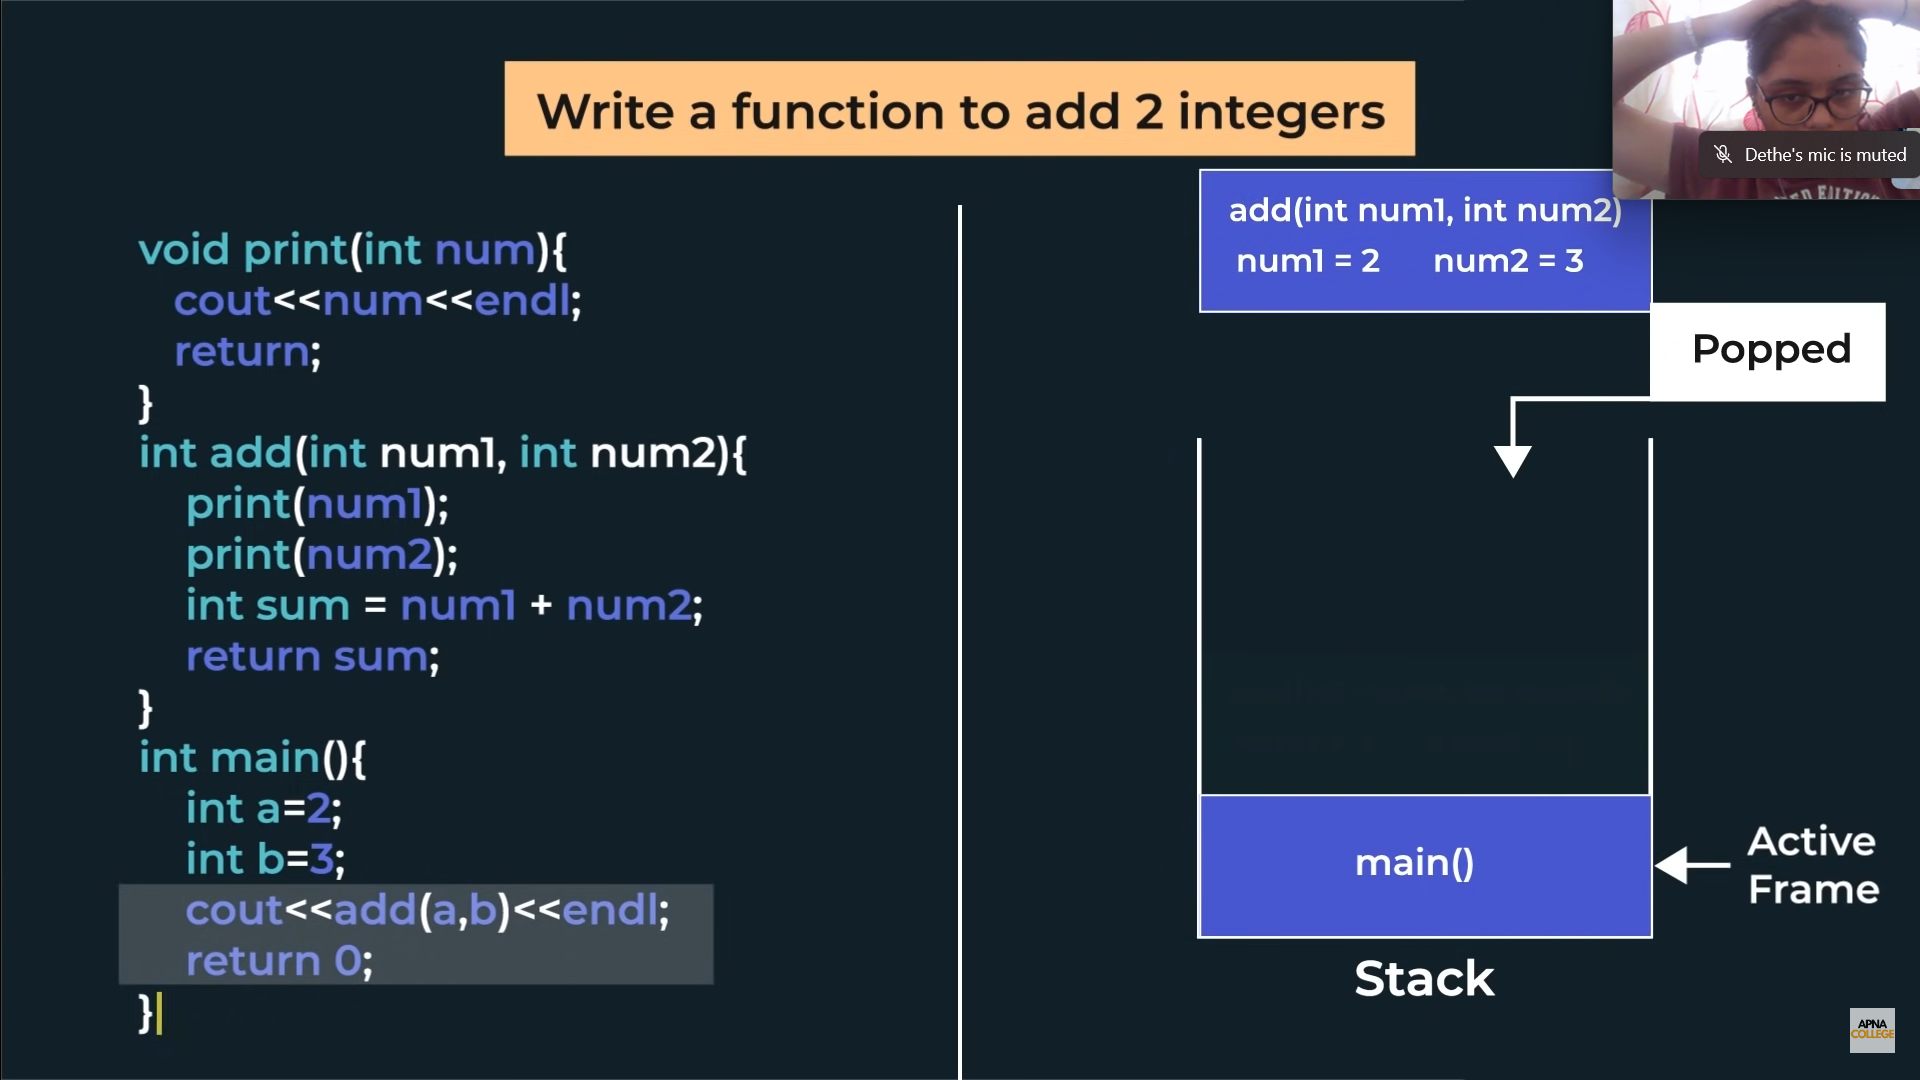 Write a function to add 2 integers
Dethe's mic is muted
void print(int num){
cout<<num<<endl;
return;
}
int add(int num1, int num2){
print(num1);
print(num2);
int sum = num1 + num2;
return sum;
}
int main(){
int a=2;
int b=3;
cout<<add(a,b)<<endl;
return 0;
}
add(int num1, int num2)
num1 = 2 num2 = 3
Popped
main()
Active
Frame
Stack
APNA
COLLEGE